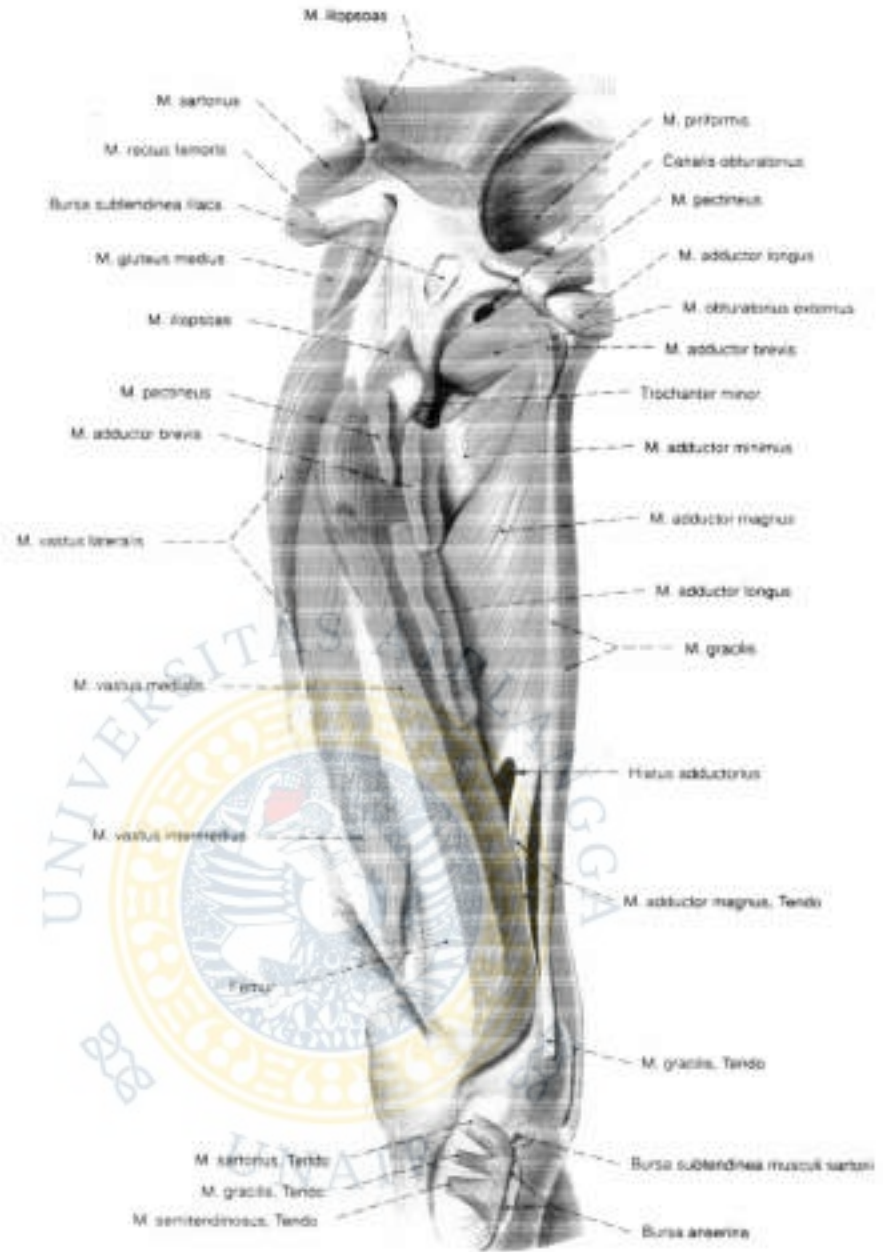 M. iliopsoas
M. sartorius
M. rectus femoris
Bursa subtendinea iliaca
M. gluteus medius
M. iliopsoas
M. pectineus
M. adductor brevis
M. vastus lateralis
M. vastus medialis
M. vastus intermedius
Femur
M. sartorius, Tendo
M. gracilis, Tendo
M. semitendinosus, Tendo
M. piriformis
Canalis obturatorius
M. pectineus
M. adductor longus
M. obturatorius externus
M. adductor brevis
Trochanter minor
M. adductor minimus
M. adductor magnus
M. adductor longus
M. gracilis
Hiatus adductorius
M. adductor magnus, Tendo
M. gracilis, Tendo
Bursa subtendinea musculi sartorii
Bursa anserina
UNIVERSITAS
UNAIR